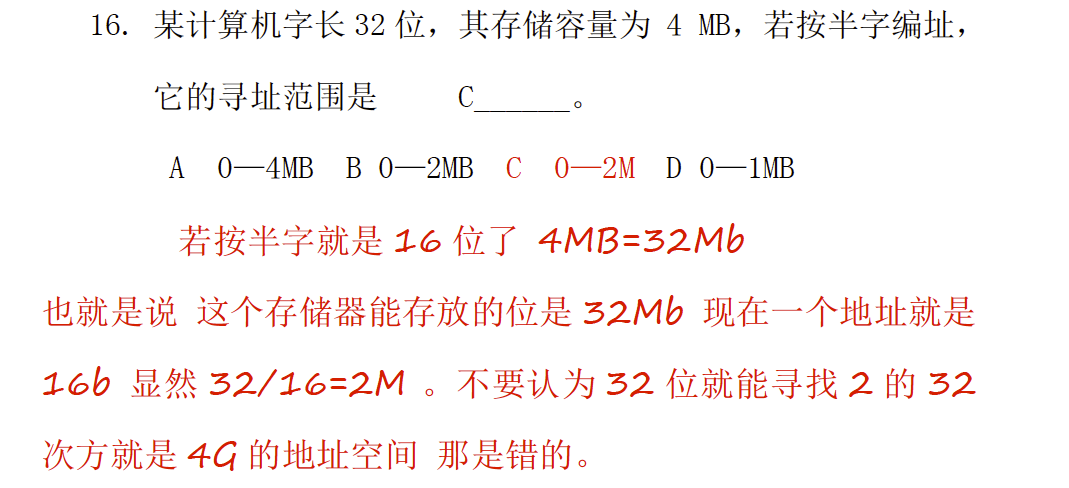 16. 某计算机字长 32 位，其存储容量为 4 MB，若按半字编址，
它的寻址范围是 C______。
A 0—4MB B 0—2MB C 0—2M D 0—1MB
若按半字就是 16 位了 4MB=32Mb
也就是说 这个存储器能存放的位是 32Mb 现在一个地址就是
16b 显然 32/16=2M 。不要认为 32 位就能寻找 2 的 32
次方就是 4G 的地址空间 那是错的。